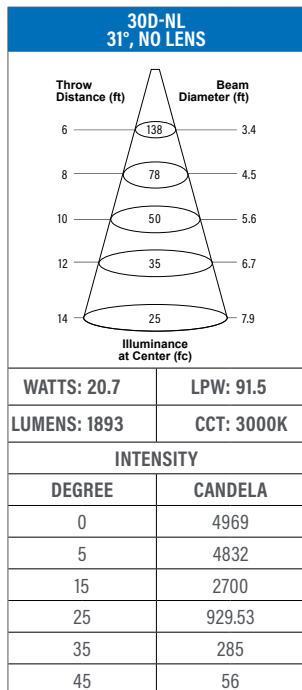 30D-NL
31°, NO LENS
Throw Beam
Distance (ft) Diameter (ft)
6 138 3.4
8 78 4.5
10 50 5.6
12 35 6.7
14 25 7.9
Illuminance
at Center (fc)
WATTS: 20.7 LPW: 91.5
LUMENS: 1893 CCT: 3000K
INTENSITY
DEGREE CANDELA
0 4969
5 4832
15 2700
25 929.53
35 285
45 56